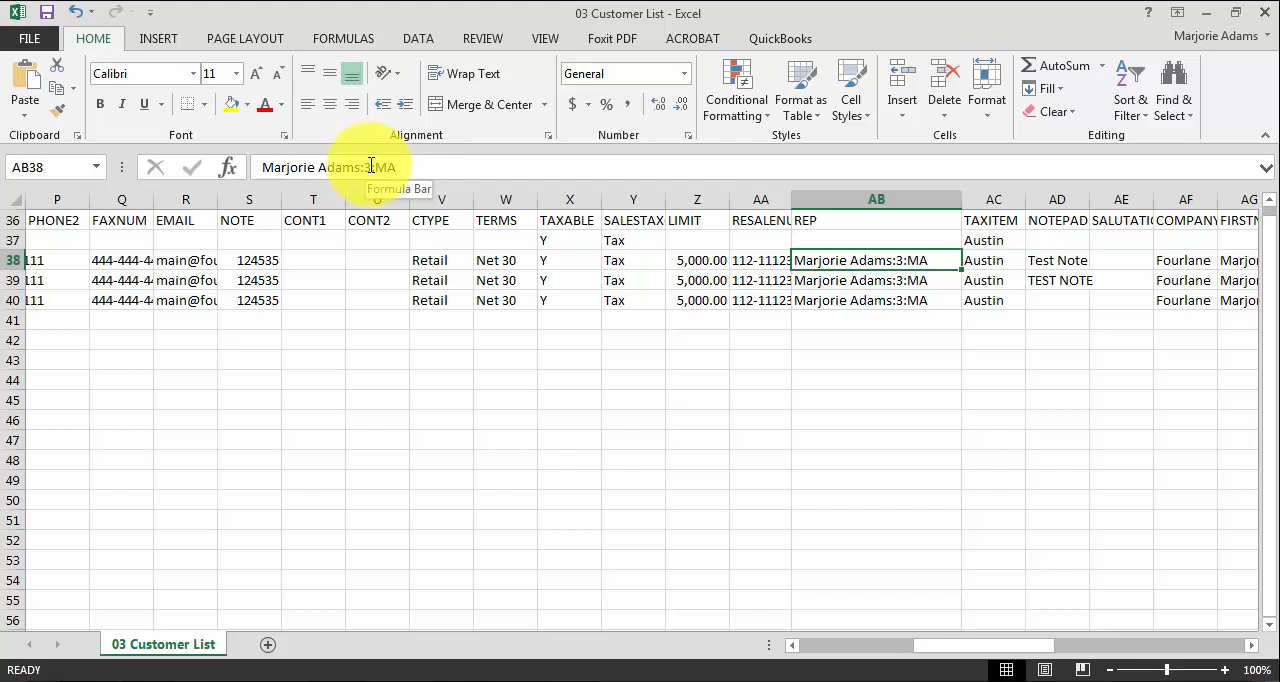 03 Customer List - Excel
?
FILE HOME INSERT PAGE LAYOUT FORMULAS DATA REVIEW VIEW Foxit PDF ACROBAT QuickBooks Marjorie Adams
Paste
Calibri 11
B I U
Wrap Text
Merge & Center
General
$ % ,
Conditional Formatting
Format as Table
Cell Styles
Insert
Delete
Format
AutoSum
Fill
Clear
Sort & Filter
Find & Select
Clipboard Font Alignment Number Styles Cells Editing
AB38 fx Marjorie Adams:3:MA
Formula Bar
P Q R S T U V W X Y Z AA AB AC AD AE AF AG
36 PHONE2 FAXNUM EMAIL NOTE CONT1 CONT2 CTYPE TERMS TAXABLE SALESTAX LIMIT RESALENU REP TAXITEM NOTEPAD SALUTATI COMPANY FIRSTN
37 Y Tax Austin
38 111 444-444-4 main@fou 124535 Retail Net 30 Y Tax 5,000.00 112-11123 Marjorie Adams:3:MA Austin Test Note Fourlane Marjo
39 111 444-444-4 main@fou 124535 Retail Net 30 Y Tax 5,000.00 112-11123 Marjorie Adams:3:MA Austin TEST NOTE Fourlane Marjo
40 111 444-444-4 main@fou 124535 Retail Net 30 Y Tax 5,000.00 112-11123 Marjorie Adams:3:MA Austin Fourlane Marjo
41
42
43
44
45
46
47
48
49
50
51
52
53
54
55
56
03 Customer List
READY
100%